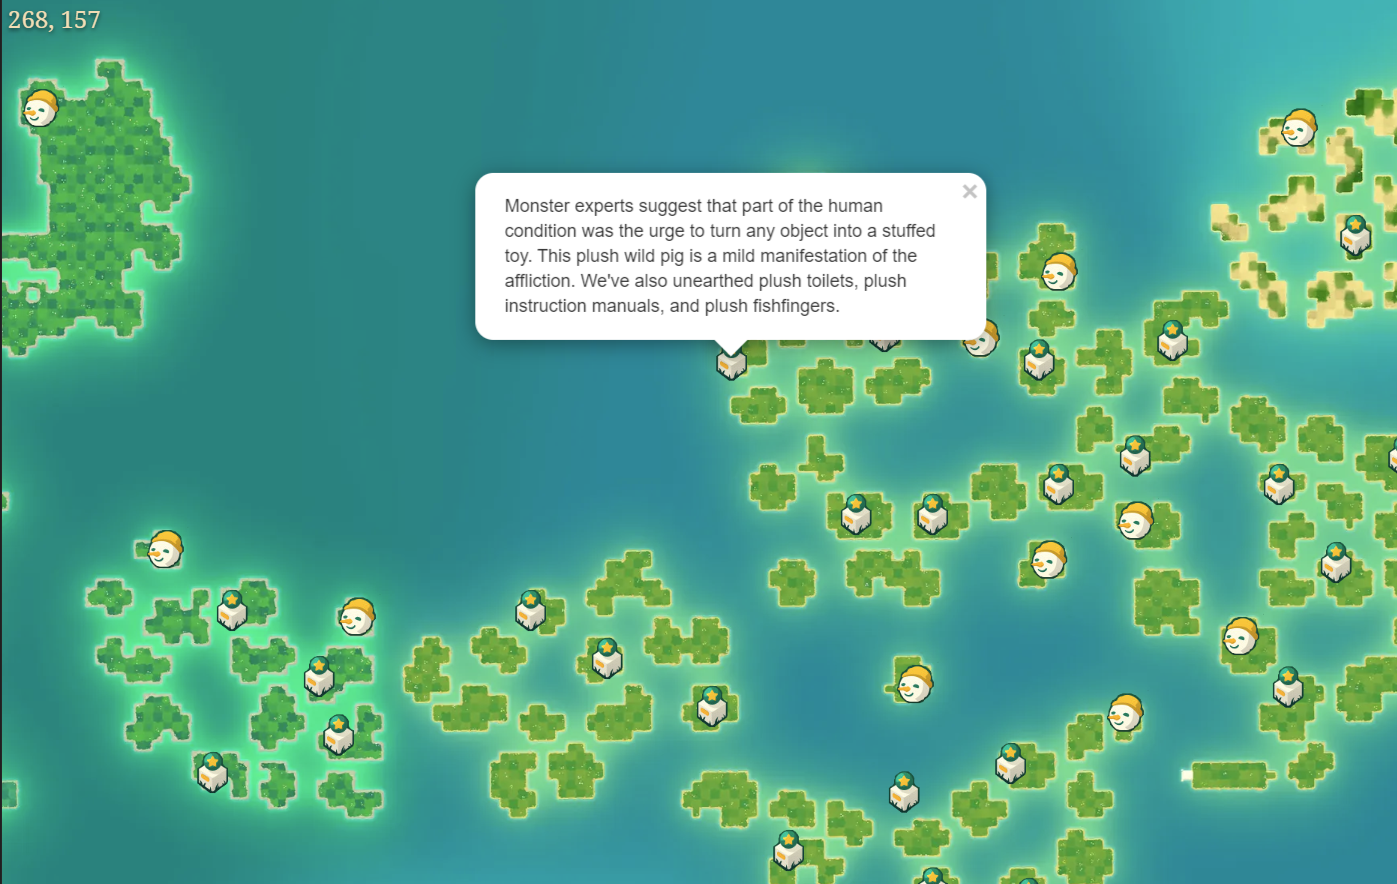 268, 157
Monster experts suggest that part of the human
condition was the urge to turn any object into a stuffed
toy. This plush wild pig is a mild manifestation of the
affliction. We've also unearthed plush toilets, plush
instruction manuals, and plush fishfingers.